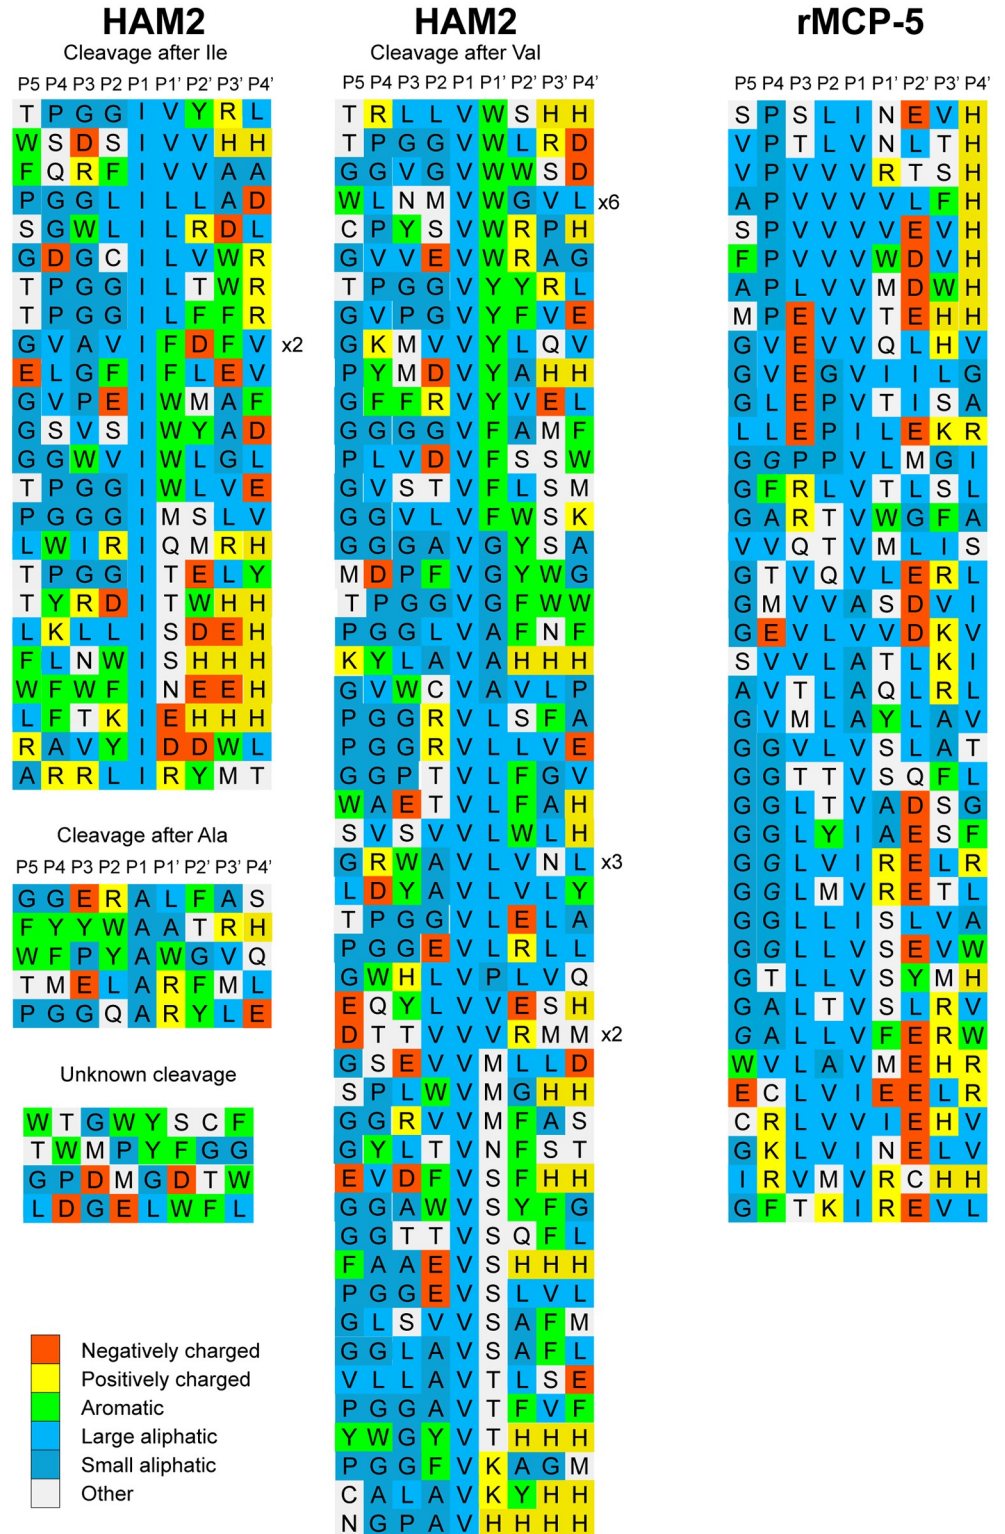 HAM2
Cleavage after Ile
P5 P4 P3 P2 P1 P1' P2' P3' P4'
T P G G I V Y R L
W S D S I V V H H
F Q R F I V V A A
P G G L I L L A D
S G W L I L R D L
G D G C I L V W R
T P G G I L T W R
T P G G I L F F R
G V A V I F D F V x2
E L G F I F L E V
G V P E I W M A F
G S V S I W Y A D
G G W V I W L G L
T P G G I W L V E
P G G G I M S L V
L W I R I Q M R H
T P G G I T E L Y
T Y R D I T W H H
L K L L I S D E H
F L N W I S H H H
W F W F I N E E H
L F T K I E H H H
R A V Y I D D W L
A R R L I R Y M T
Cleavage after Ala
P5 P4 P3 P2 P1 P1' P2' P3' P4'
G G E R A L F A S
F Y Y W A A T R H
W F P Y A W G V Q
T M E L A R F M L
P G G Q A R Y L E
Unknown cleavage
W T G W Y S C F
T W M P Y F G G
G P D M G D T W
L D G E L W F L
Negatively charged
Positively charged
Aromatic
Large aliphatic
Small aliphatic
Other
HAM2
Cleavage after Val
P5 P4 P3 P2 P1 P1' P2' P3' P4'
T R L L V W S H H
T P G G V W L R D
G G V G V W W S D
W L N M V W G V L x6
C P Y S V W R P H
G V V E V W R A G
T P G G V Y Y R L
G V P G V Y F V E
G K M V V Y L Q V
P Y M D V Y A H H
G F F R V Y V E L
G G G G V F A M F
P L V D V F S S W
G V S T V F L S M
G G V L V F W S K
G G G A V G Y S A
M D P F V G Y W G
T P G G V G F W W
P G G L V A F N F
K Y L A V A H H H
G V W C V A V L P
P G G R V L S F A
P G G R V L L V E
G G P T V L F G V
W A E T V L F A H
S V S V V L W L H
G R W A V L V N L x3
L D Y A V L V L Y
T P G G V L E L A
P G G E V L R L L
G W H L V P L V Q
E Q Y L V V E S H
D T T V V V R M M x2
G S E V V M L L D
S P L W V M G H H
G G R V V M F A S
G Y L T V N F S T
E V D F V S F H H
G G A W V S Y F G
G G T T V S Q F L
F A A E V S H H H
P G G E V S L V L
G L S V V S A F M
G G L A V S A F L
V L L A V T L S E
P G G A V T F V F
Y W G Y V T H H H
P G G F V K A G M
C A L A V K Y H H
N G P A V H H H H
rMCP-5
P5 P4 P3 P2 P1 P1' P2' P3' P4'
S P S L I N E V H
V P T L V N L T H
V P V V V R T S H
A P V V V V L F H
S P V V V V E V H
F P V V V W D V H
A P L V V M D W H
M P E V V T E H H
G V E V V Q L H V
G V E G V I I L G
G L E P V T I S A
L L E P I L E K R
G G P P V L M G I
G F R L V T L S L
G A R T V W G F A
V V Q T V M L I S
G T V Q V L E R L
G M V V A S D V I
G E V L V V D K V
S V V L A T L K I
A V T L A Q L R L
G V M L A Y L A V
G G V L V S L A T
G G T T V S Q F L
G G L T V A D S G
G G L Y I A E S F
G G L V I R E L R
G G L M V R E T L
G G L L I S L V A
G G L L V S E V W
G T L L V S Y M H
G A L T V S L R V
G A L L V F E R W
W V L A V M E H R
E C L V I E E L R
C R L V V I E H V
G K L V I N E L V
I R V M V R C H H
G F T K I R E V L